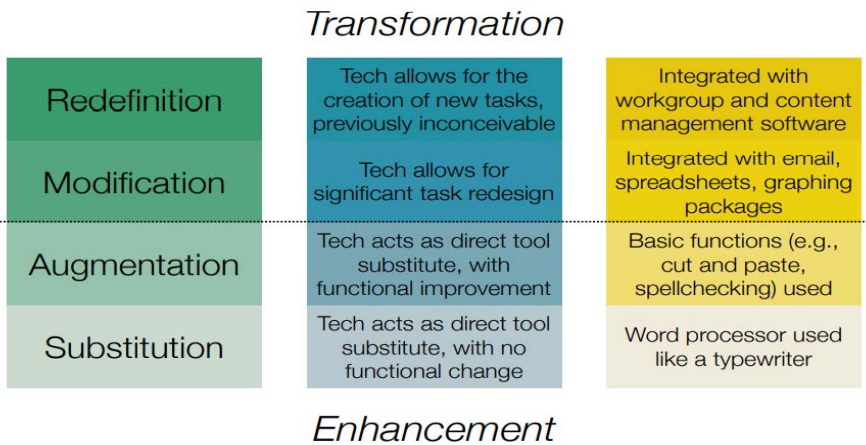 Transformation
Redefinition
Tech allows for the
creation of new tasks,
previously inconceivable
Integrated with
workgroup and content
management software
Modification
Tech allows for
significant task redesign
Integrated with email,
spreadsheets, graphing
packages
Augmentation
Tech acts as direct tool
substitute, with
functional improvement
Basic functions (e.g.,
cut and paste,
spellchecking) used
Substitution
Tech acts as direct tool
substitute, with no
functional change
Word processor used
like a typewriter
Enhancement